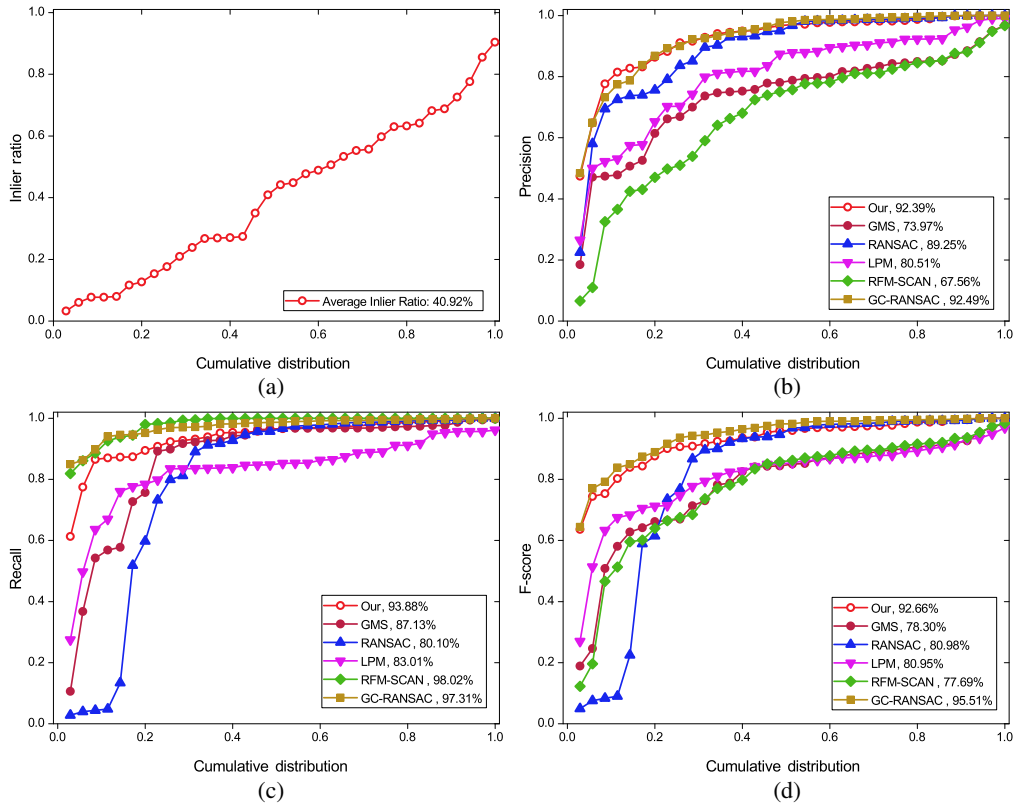 1.0
0.8
0.6
0.4
0.2
0.0
Inlier ratio
Average Inlier Ratio: 40.92%
0.0 0.2 0.4 0.6 0.8 1.0
Cumulative distribution
(a)
1.0
0.8
0.6
0.4
0.2
0.0
Precision
Our, 92.39%
GMS , 73.97%
RANSAC , 89.25%
LPM , 80.51%
RFM-SCAN , 67.56%
GC-RANSAC , 92.49%
0.0 0.2 0.4 0.6 0.8 1.0
Cumulative distribution
(b)
1.0
0.8
0.6
0.4
0.2
0.0
Recall
Our, 93.88%
GMS , 87.13%
RANSAC , 80.10%
LPM , 83.01%
RFM-SCAN , 98.02%
GC-RANSAC , 97.31%
0.0 0.2 0.4 0.6 0.8 1.0
Cumulative distribution
(c)
1.0
0.8
0.6
0.4
0.2
0.0
F-score
Our, 92.66%
GMS , 78.30%
RANSAC , 80.98%
LPM , 80.95%
RFM-SCAN , 77.69%
GC-RANSAC , 95.51%
0.0 0.2 0.4 0.6 0.8 1.0
Cumulative distribution
(d)